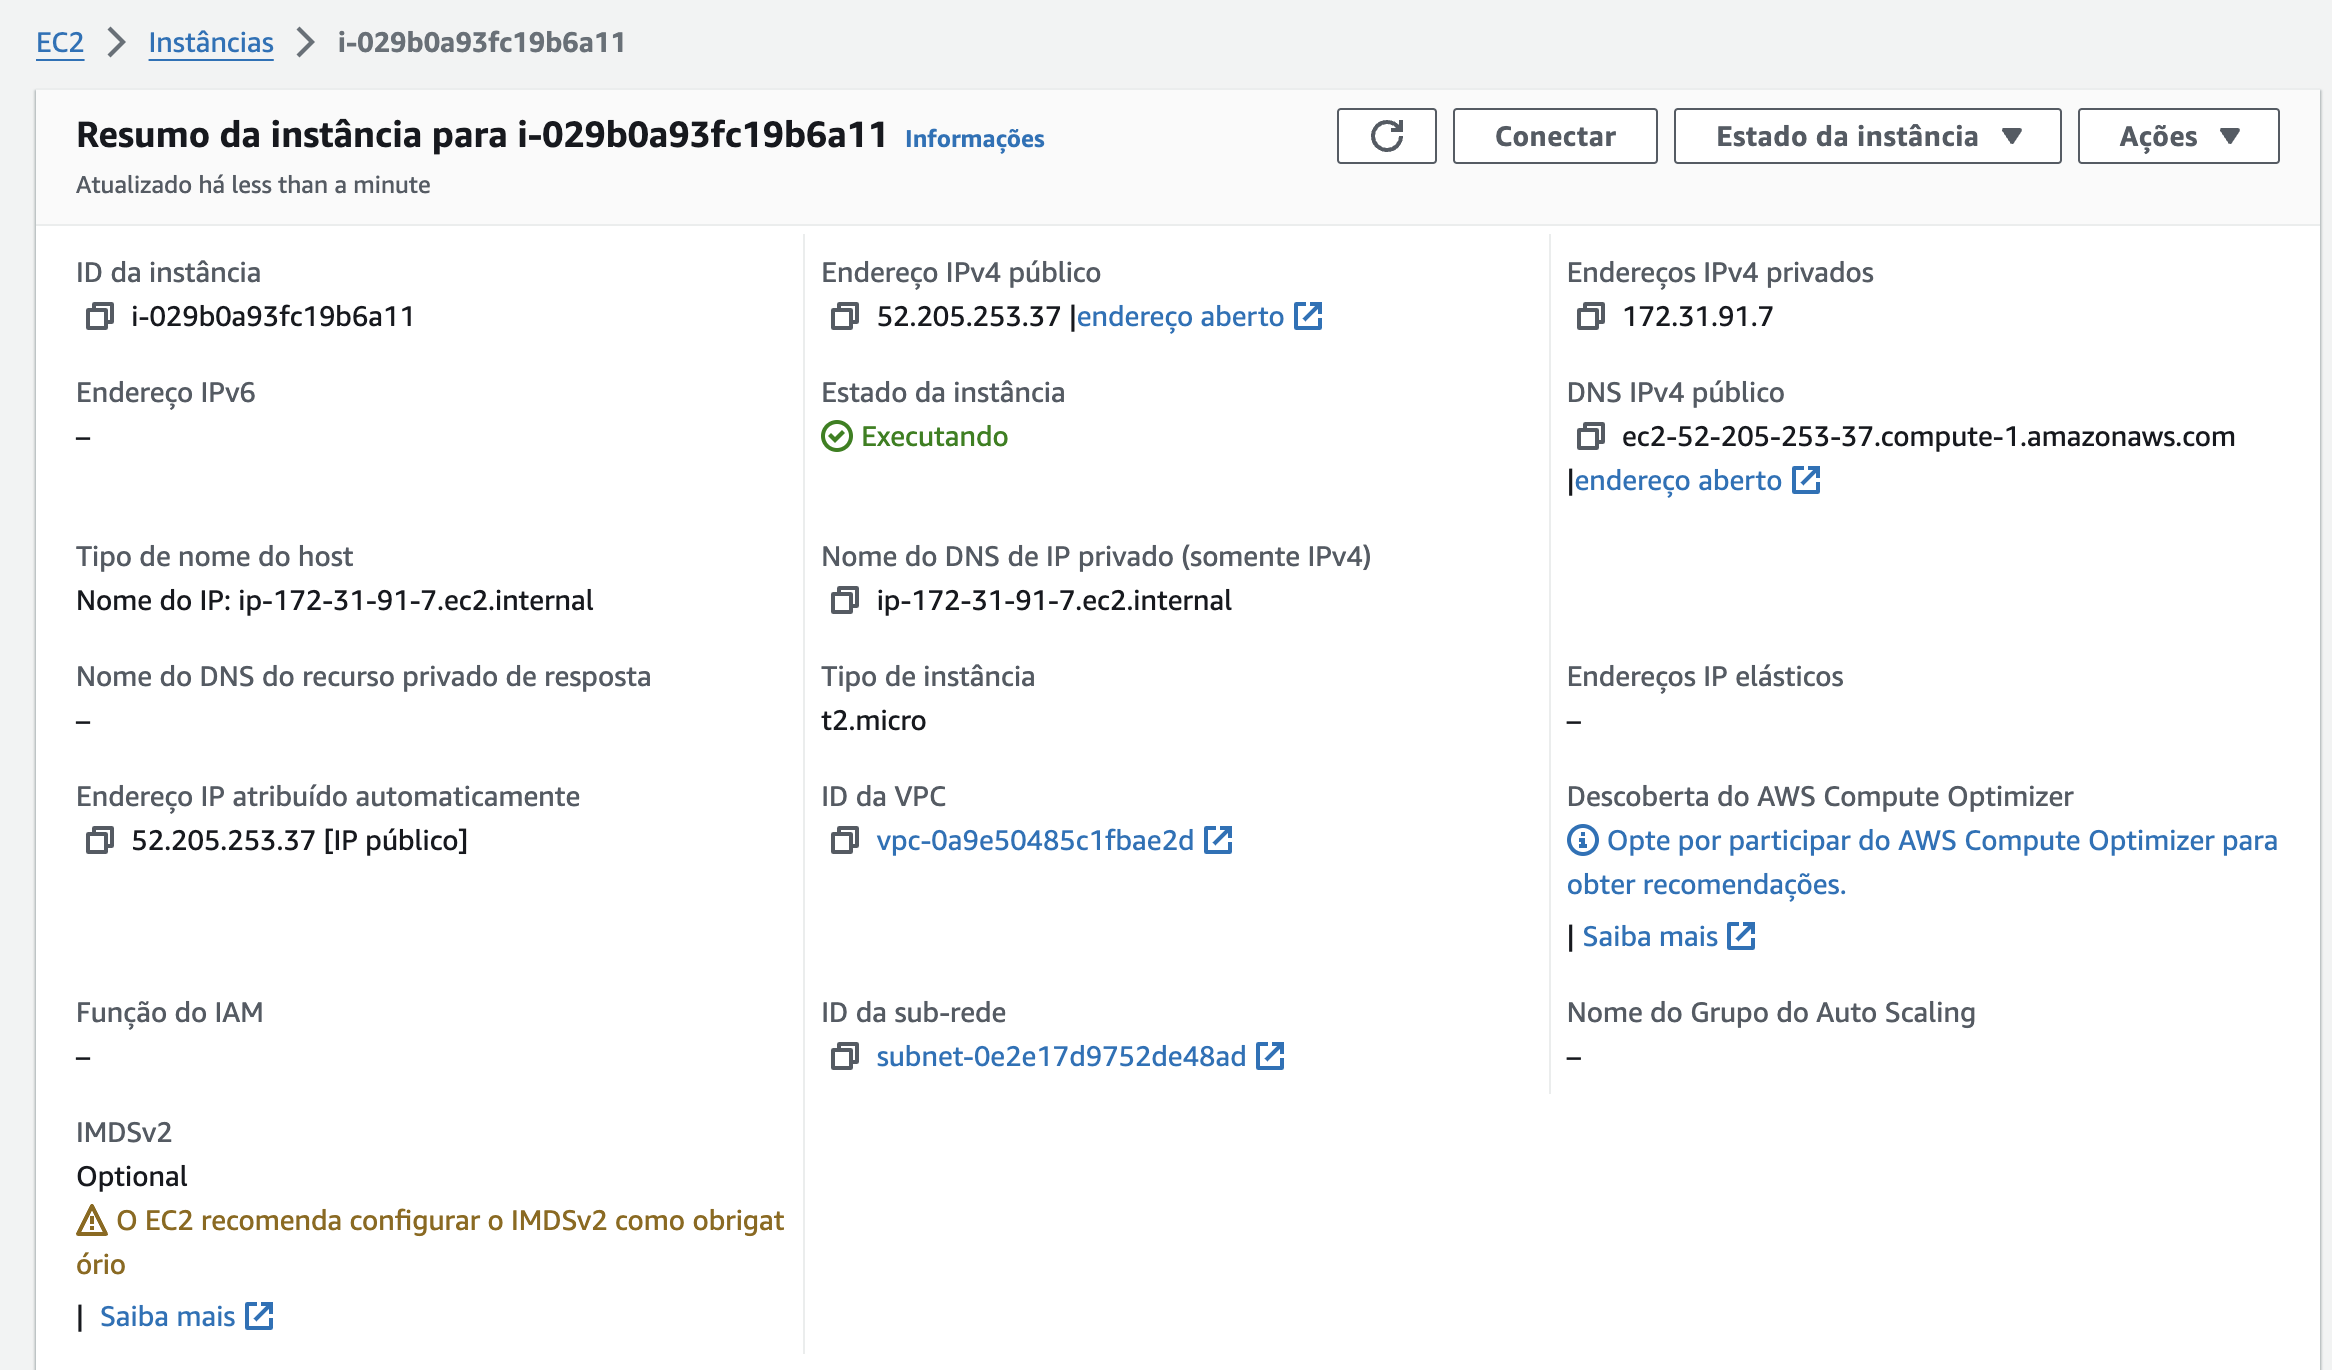 EC2 > Instâncias > i-029b0a93fc19b6a11
Resumo da instância para i-029b0a93fc19b6a11 Informações
Atualizado há less than a minute
Conectar
Estado da instância
Ações
ID da instância
i-029b0a93fc19b6a11
Endereço IPv4 público
52.205.253.37 |endereço aberto
Endereços IPv4 privados
172.31.91.7
Endereço IPv6
–
Estado da instância
Executando
DNS IPv4 público
ec2-52-205-253-37.compute-1.amazonaws.com
|endereço aberto
Tipo de nome do host
Nome do IP: ip-172-31-91-7.ec2.internal
Nome do DNS de IP privado (somente IPv4)
ip-172-31-91-7.ec2.internal
Nome do DNS do recurso privado de resposta
–
Tipo de instância
t2.micro
Endereços IP elásticos
–
Endereço IP atribuído automaticamente
52.205.253.37 [IP público]
ID da VPC
vpc-0a9e50485c1fbae2d
Descoberta do AWS Compute Optimizer
Opte por participar do AWS Compute Optimizer para
obter recomendações.
| Saiba mais
Função do IAM
–
ID da sub-rede
subnet-0e2e17d9752de48ad
Nome do Grupo do Auto Scaling
–
IMDSv2
Optional
O EC2 recomenda configurar o IMDSv2 como obrigat
ório
| Saiba mais